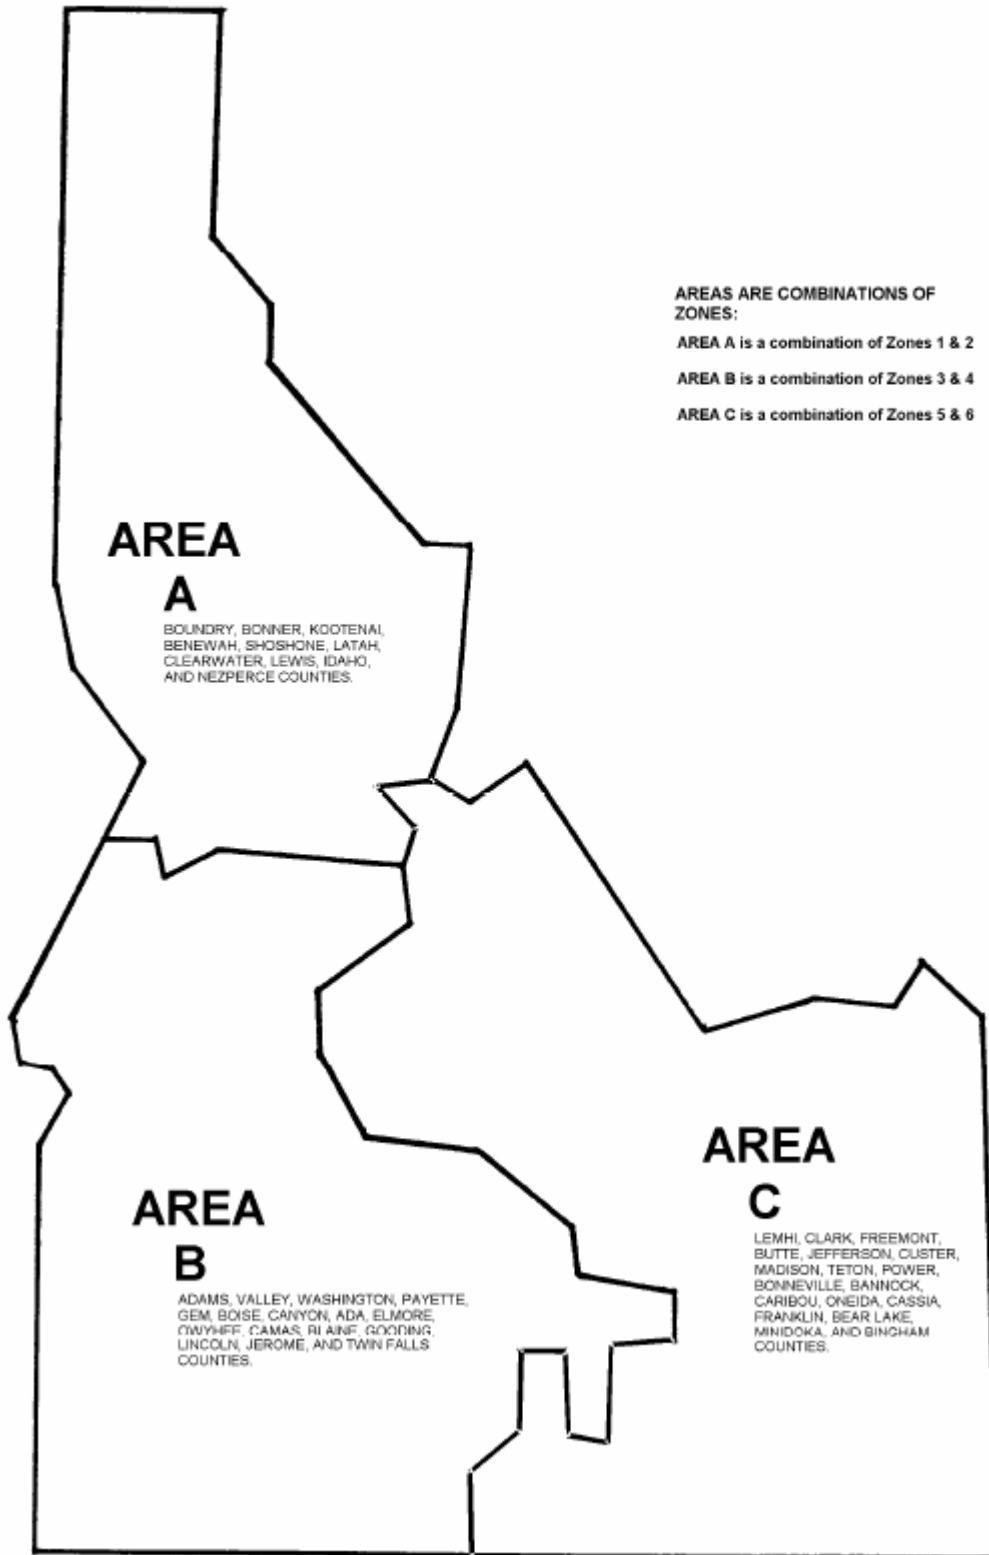 AREAS ARE COMBINATIONS OF
ZONES:
AREA A is a combination of Zones 1 & 2
AREA B is a combination of Zones 3 & 4
AREA C is a combination of Zones 5 & 6
AREA
A
BOUNDRY, BONNER, KOOTENAI,
BENEWAH, SHOSHONE, LATAH,
CLEARWATER, LEWIS, IDAHO,
AND NEZPERCE COUNTIES.
AREA
B
ADAMS, VALLEY, WASHINGTON, PAYETTE,
GEM, BOISE, CANYON, ADA, ELMORE,
OWYHEE, CAMAS, BLAINE, GOODING,
LINCOLN, JEROME, AND TWIN FALLS
COUNTIES.
AREA
C
LEMHI, CLARK, FREEMONT,
BUTTE, JEFFERSON, CUSTER,
MADISON, TETON, POWER,
BONNEVILLE, BANNOCK,
CARIBOU, ONEIDA, CASSIA,
FRANKLIN, BEAR LAKE,
MINIDOKA, AND BINGHAM
COUNTIES.